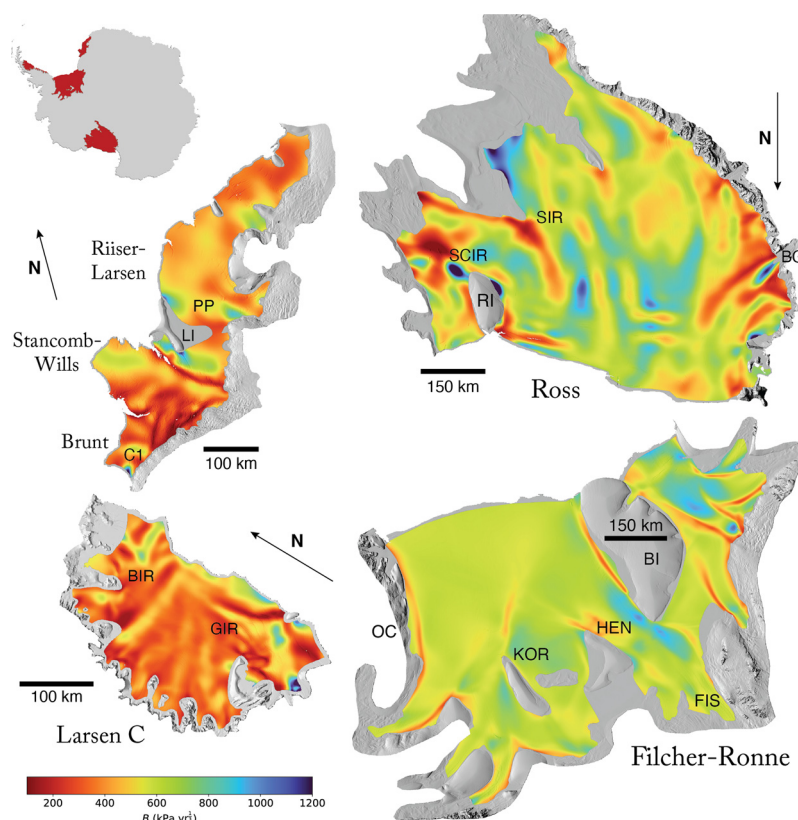 N
Riiser-
Larsen
PP
LI
Stancomb-
Wills
Brunt
C1
100 km
N
SIR
SCIR
RI
BC
150 km
Ross
N
BIR
GIR
100 km
Larsen C
150 km
BI
OC
HEN
KOR
FIS
Filcher-Ronne
200 400 600 800 1000 1200